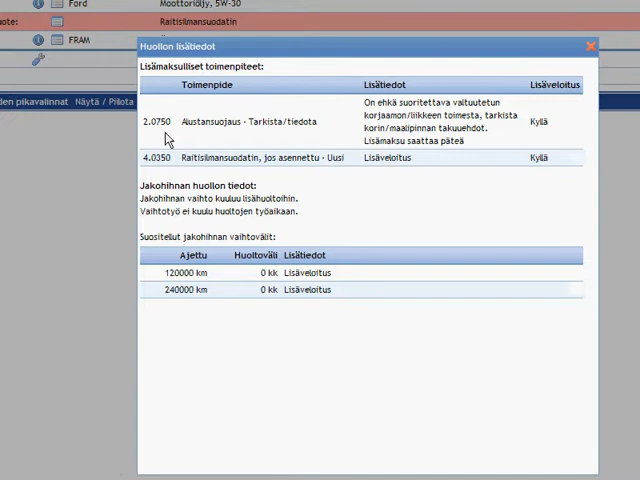 Ford Moottoriöljy, 5W-30
uote: Raitisilmansuodatin
FRAM
Huollon lisätiedot
Lisämaksulliset toimenpiteet:
Toimenpide Lisätiedot Lisäveloitus
2.0750 Alustansuojaus - Tarkista/tiedota On ehkä suoritettava valtuutetun
korjaamon/liikkeen toimesta, tarkista
korin/maalipinnan takuuehdot.
Lisämaksu saattaa päteä Kyllä
4.0350 Raitisilmansuodatin, jos asennettu - Uusi Lisäveloitus Kyllä
den pikavalinnat Näytä / Piilota
Jakohihnan huollon tiedot:
Jakohihnan vaihto kuuluu lisähuoltoihin.
Vaihtotyö ei kuulu huoltojen työaikaan.
Suositellut jakohihnan vaihtovälit:
Ajettu Huoltoväli Lisätiedot
120000 km 0 kk Lisäveloitus
240000 km 0 kk Lisäveloitus